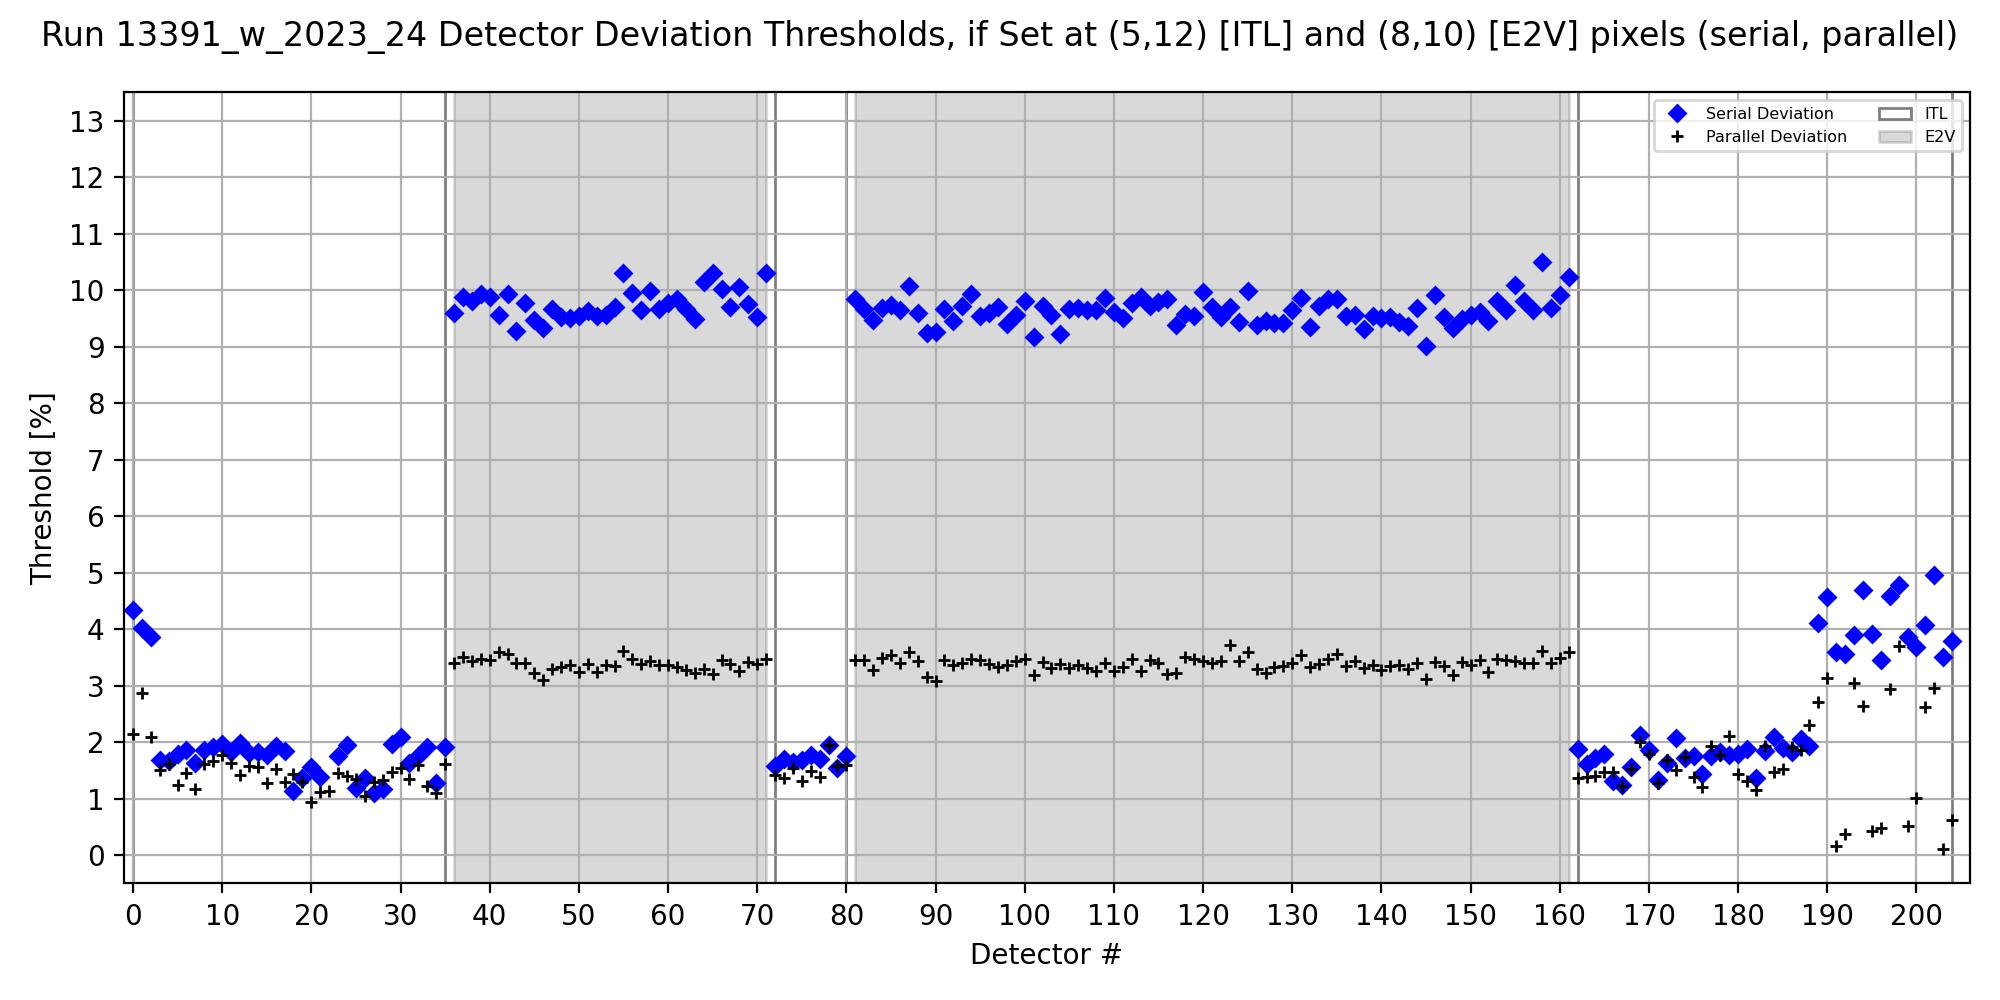 Run 13391_w_2023_24 Detector Deviation Thresholds, if Set at (5,12) [ITL] and (8,10) [E2V] pixels (serial, parallel)
Serial Deviation
Parallel Deviation
ITL
E2V
Threshold [%]
13
12
11
10
9
8
7
6
5
4
3
2
1
0
0 10 20 30 40 50 60 70 80 90 100 110 120 130 140 150 160 170 180 190 200
Detector #